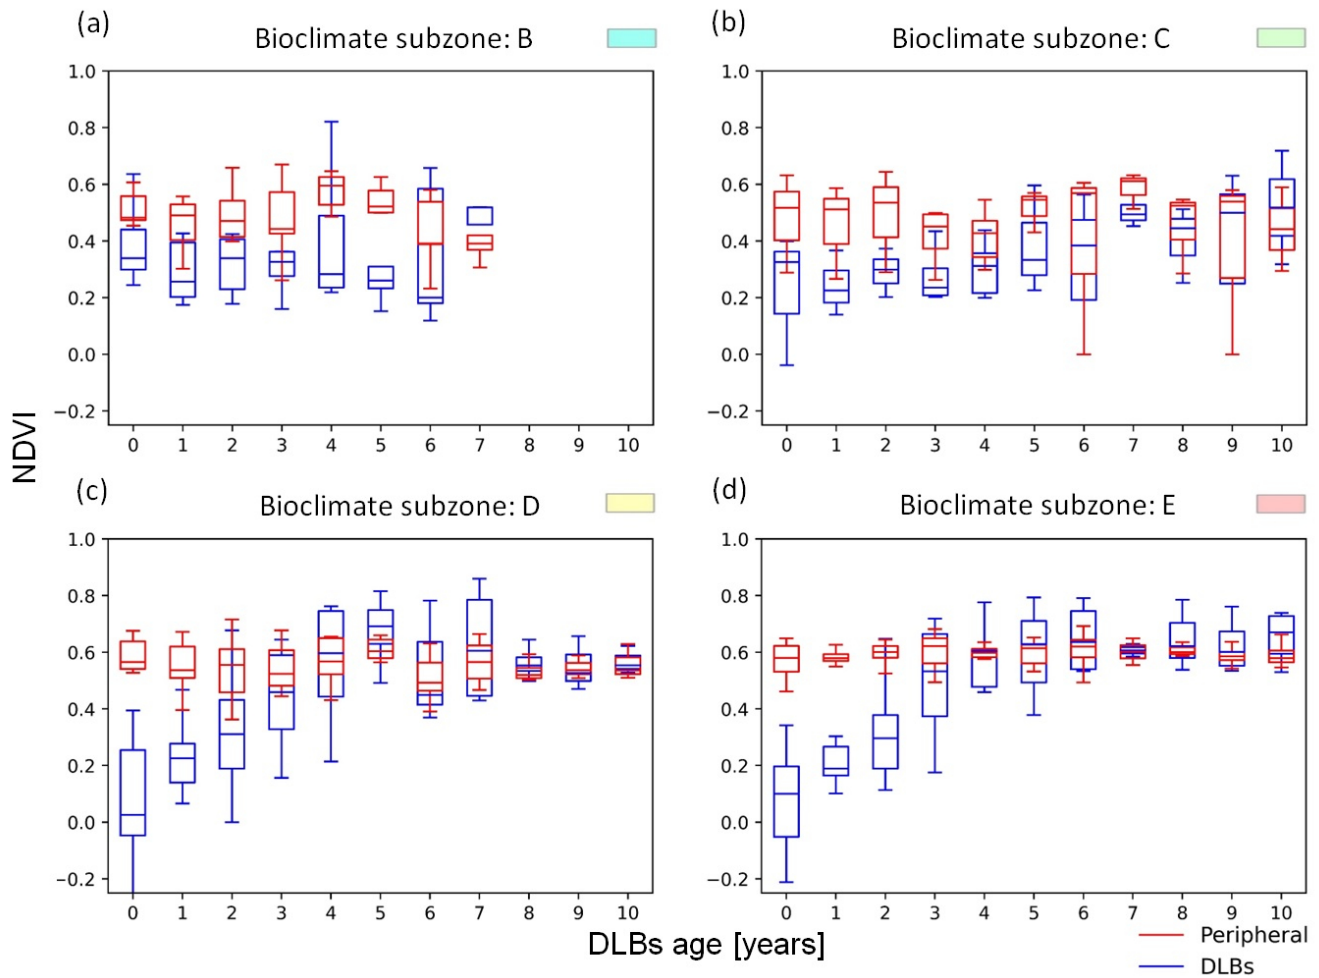 (a)
Bioclimate subzone: B
1.0
0.8
0.6
0.4
0.2
0.0
−0.2
0 1 2 3 4 5 6 7 8 9 10
(b)
Bioclimate subzone: C
1.0
0.8
0.6
0.4
0.2
0.0
−0.2
0 1 2 3 4 5 6 7 8 9 10
NDVI
(c)
Bioclimate subzone: D
1.0
0.8
0.6
0.4
0.2
0.0
−0.2
0 1 2 3 4 5 6 7 8 9 10
(d)
Bioclimate subzone: E
1.0
0.8
0.6
0.4
0.2
0.0
−0.2
0 1 2 3 4 5 6 7 8 9 10
DLBs age [years]
Peripheral
DLBs